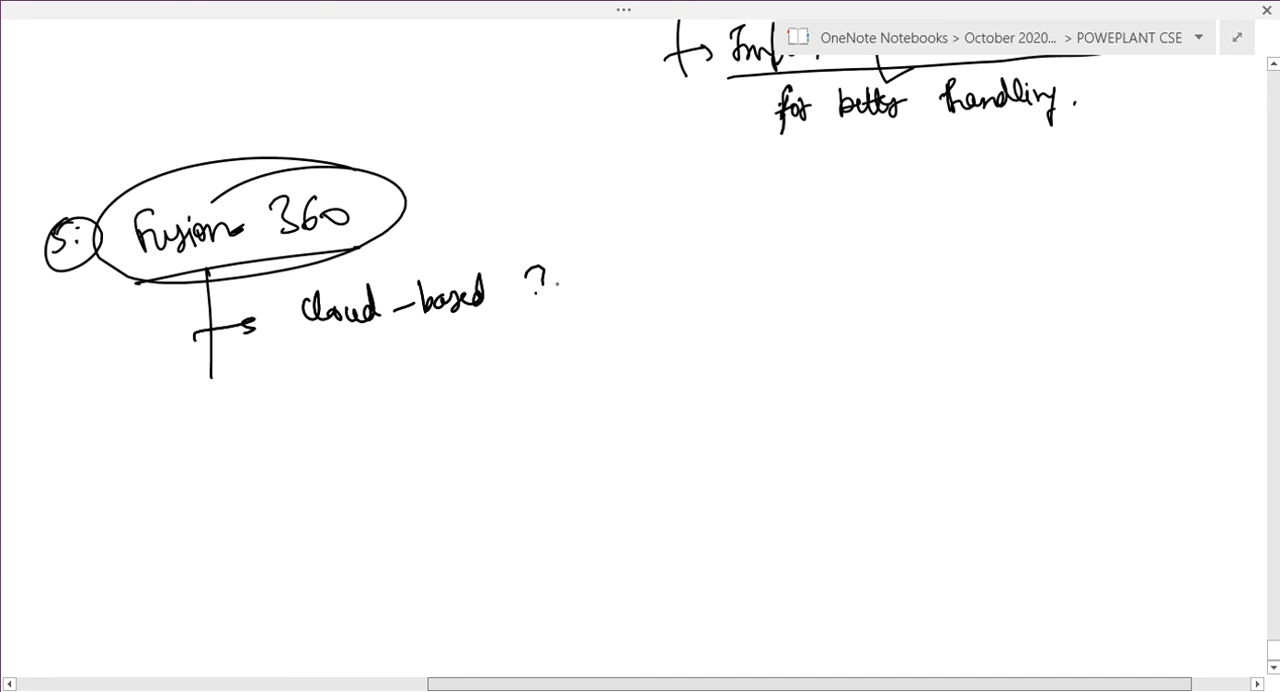 ...
OneNote Notebooks > October 2020... > POWEPLANT CSE
for better handling.
5: Fusion 360
cloud-based ?